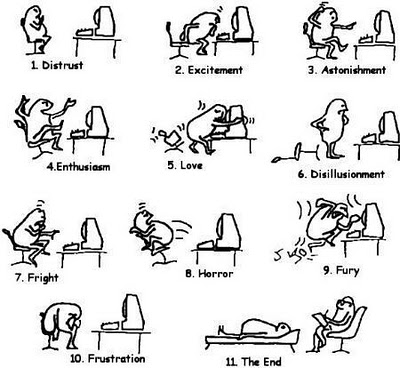 1. Distrust
2. Excitement
3. Astonishment
4.Enthusiasm
5. Love
6. Disillusionment
7. Fright
8. Horror
9. Fury
10. Frustration
11. The End